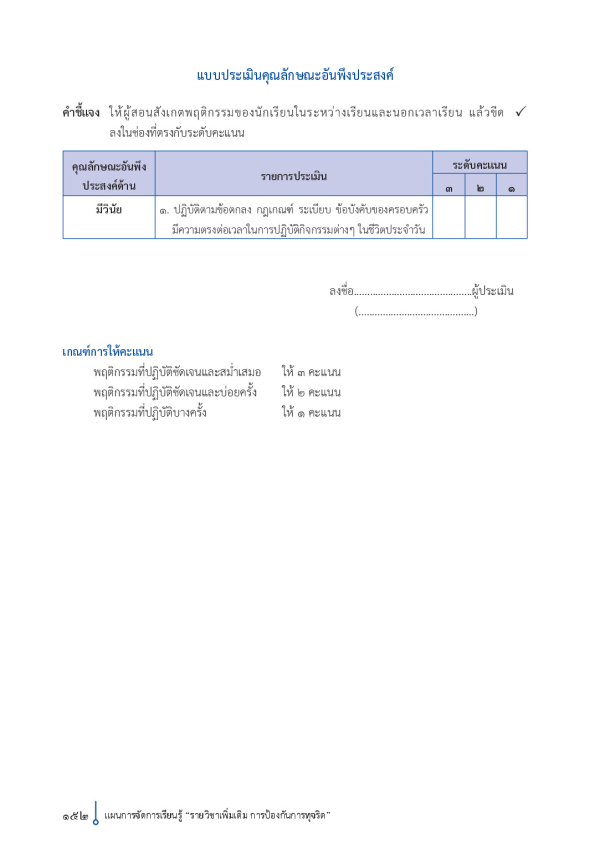 แบบประเมินคุณลักษณะอันพึงประสงค์
คำชี้แจง ให้ผู้สอนสังเกตพฤติกรรมของนักเรียนในระหว่างเรียนและนอกเวลาเรียน แล้วขีด ✓
ลงในช่องที่ตรงกับระดับคะแนน
คุณลักษณะอันพึง
ประสงค์ด้าน
รายการประเมิน
ระดับคะแนน
๓ ๒ ๑
มีวินัย
๑. ปฏิบัติตามข้อตกลง กฎเกณฑ์ ระเบียบ ข้อบังคับของครอบครัว
มีความตรงต่อเวลาในการปฏิบัติกิจกรรมต่างๆ ในชีวิตประจำวัน
ลงชื่อ............................................ผู้ประเมิน
(...........................................)
เกณฑ์การให้คะแนน
พฤติกรรมที่ปฏิบัติชัดเจนและสม่ำเสมอ ให้ ๓ คะแนน
พฤติกรรมที่ปฏิบัติชัดเจนและบ่อยครั้ง ให้ ๒ คะแนน
พฤติกรรมที่ปฏิบัติบางครั้ง ให้ ๑ คะแนน
๑๕๒ แผนการจัดการเรียนรู้ “รายวิชาเพิ่มเติม การป้องกันการทุจริต”